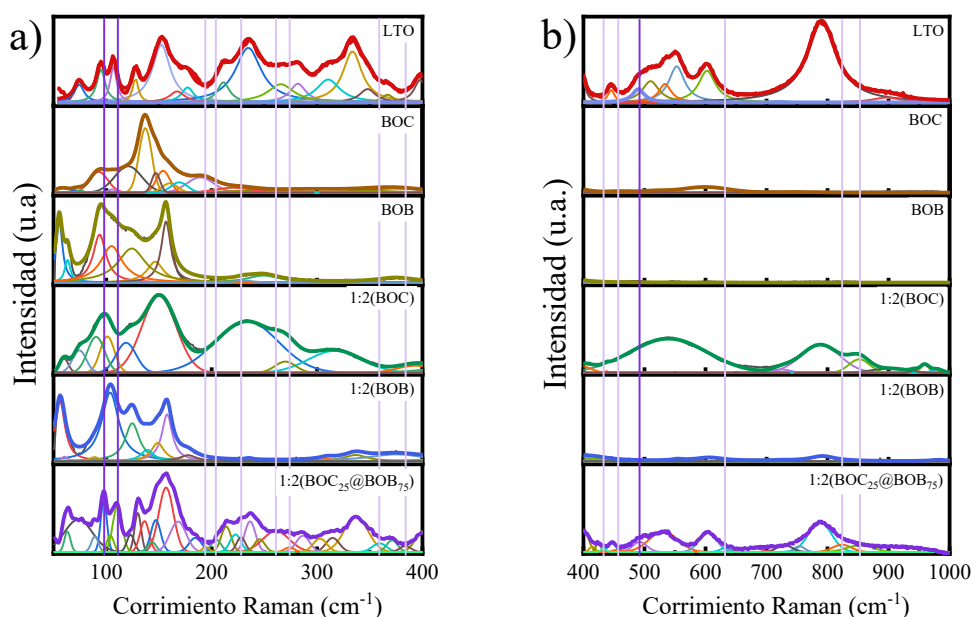 a)
Intensidad (u.a)
LTO
BOC
BOB
1:2(BOC)
1:2(BOB)
1:2(BOC₂₅@BOB₇₅)
100 200 300 400
Corrimiento Raman (cm⁻¹)
b)
Intensidad (u.a.)
LTO
BOC
BOB
1:2(BOC)
1:2(BOB)
1:2(BOC₂₅@BOB₇₅)
400 500 600 700 800 900 1000
Corrimiento Raman (cm⁻¹)